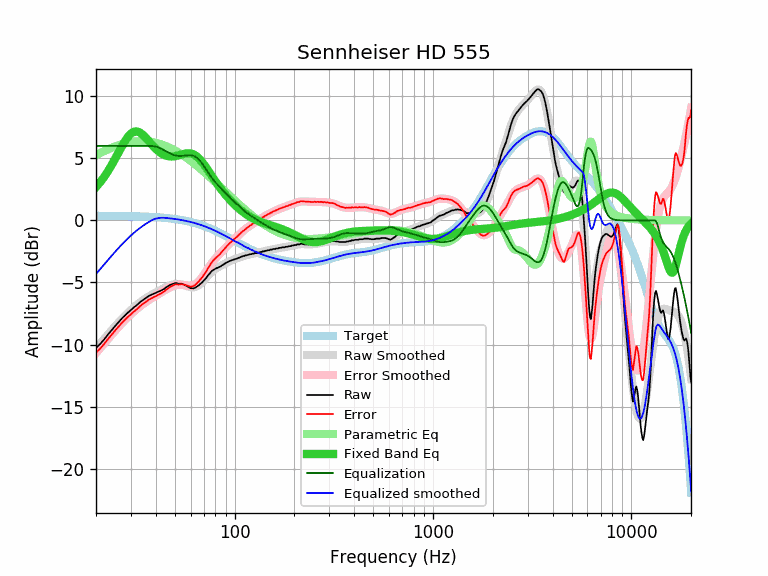 Sennheiser HD 555
Amplitude (dBr)
10
5
0
−5
−10
−15
−20
Target
Raw Smoothed
Error Smoothed
Raw
Error
Parametric Eq
Fixed Band Eq
Equalization
Equalized smoothed
100
1000
10000
Frequency (Hz)